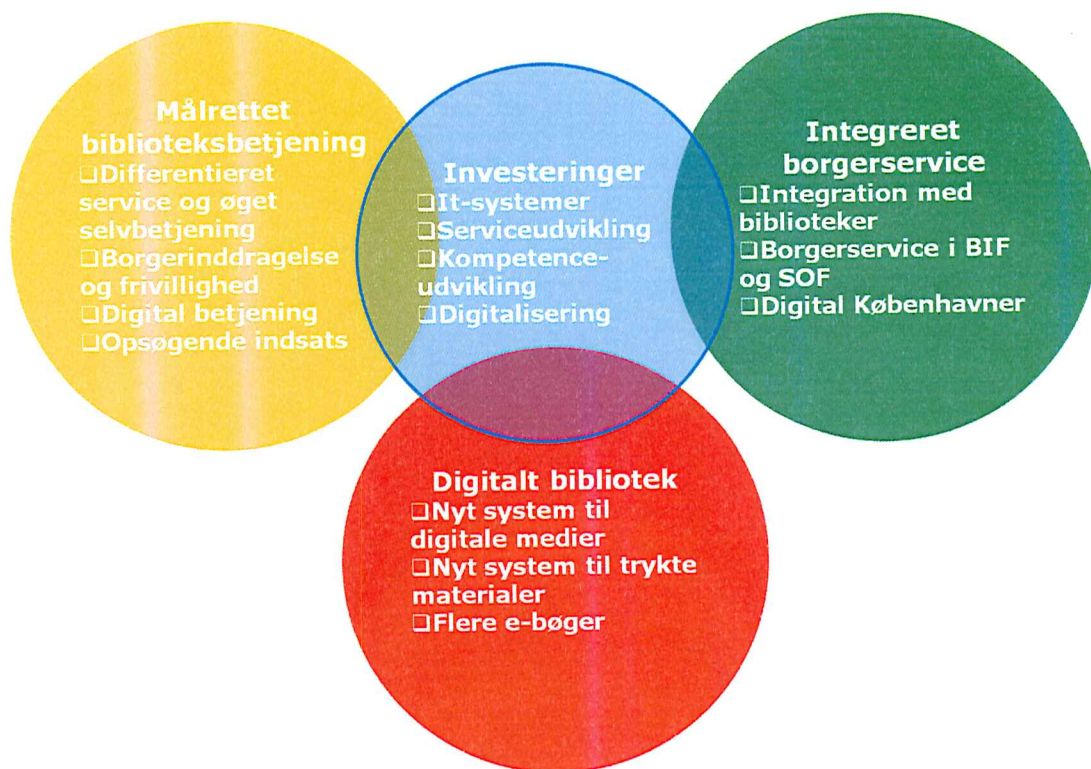 Målrettet
biblioteksbetjening
❑Differentieret
service og øget
selvbetjening
❑Borgerinddragelse
og frivillighed
❑Digital betjening
❑Opsøgende indsats
Investeringer
❑It-systemer
❑Serviceudvikling
❑Kompetence-
udvikling
❑Digitalisering
Integreret
borgerservice
❑Integration med
biblioteker
❑Borgerservice i BIF
og SOF
❑Digital Københavner
Digitalt bibliotek
❑Nyt system til
digitale medier
❑Nyt system til trykte
materialer
❑Flere e-bøger